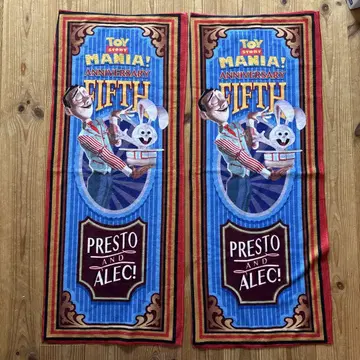 TOY
STORY
MANIA!
ANNIVERSARY
FIFTH
PRESTO
AND
ALEC!
TOY
STORY
MANIA!
ANNIVERSARY
FIFTH
PRESTO
AND
ALEC!